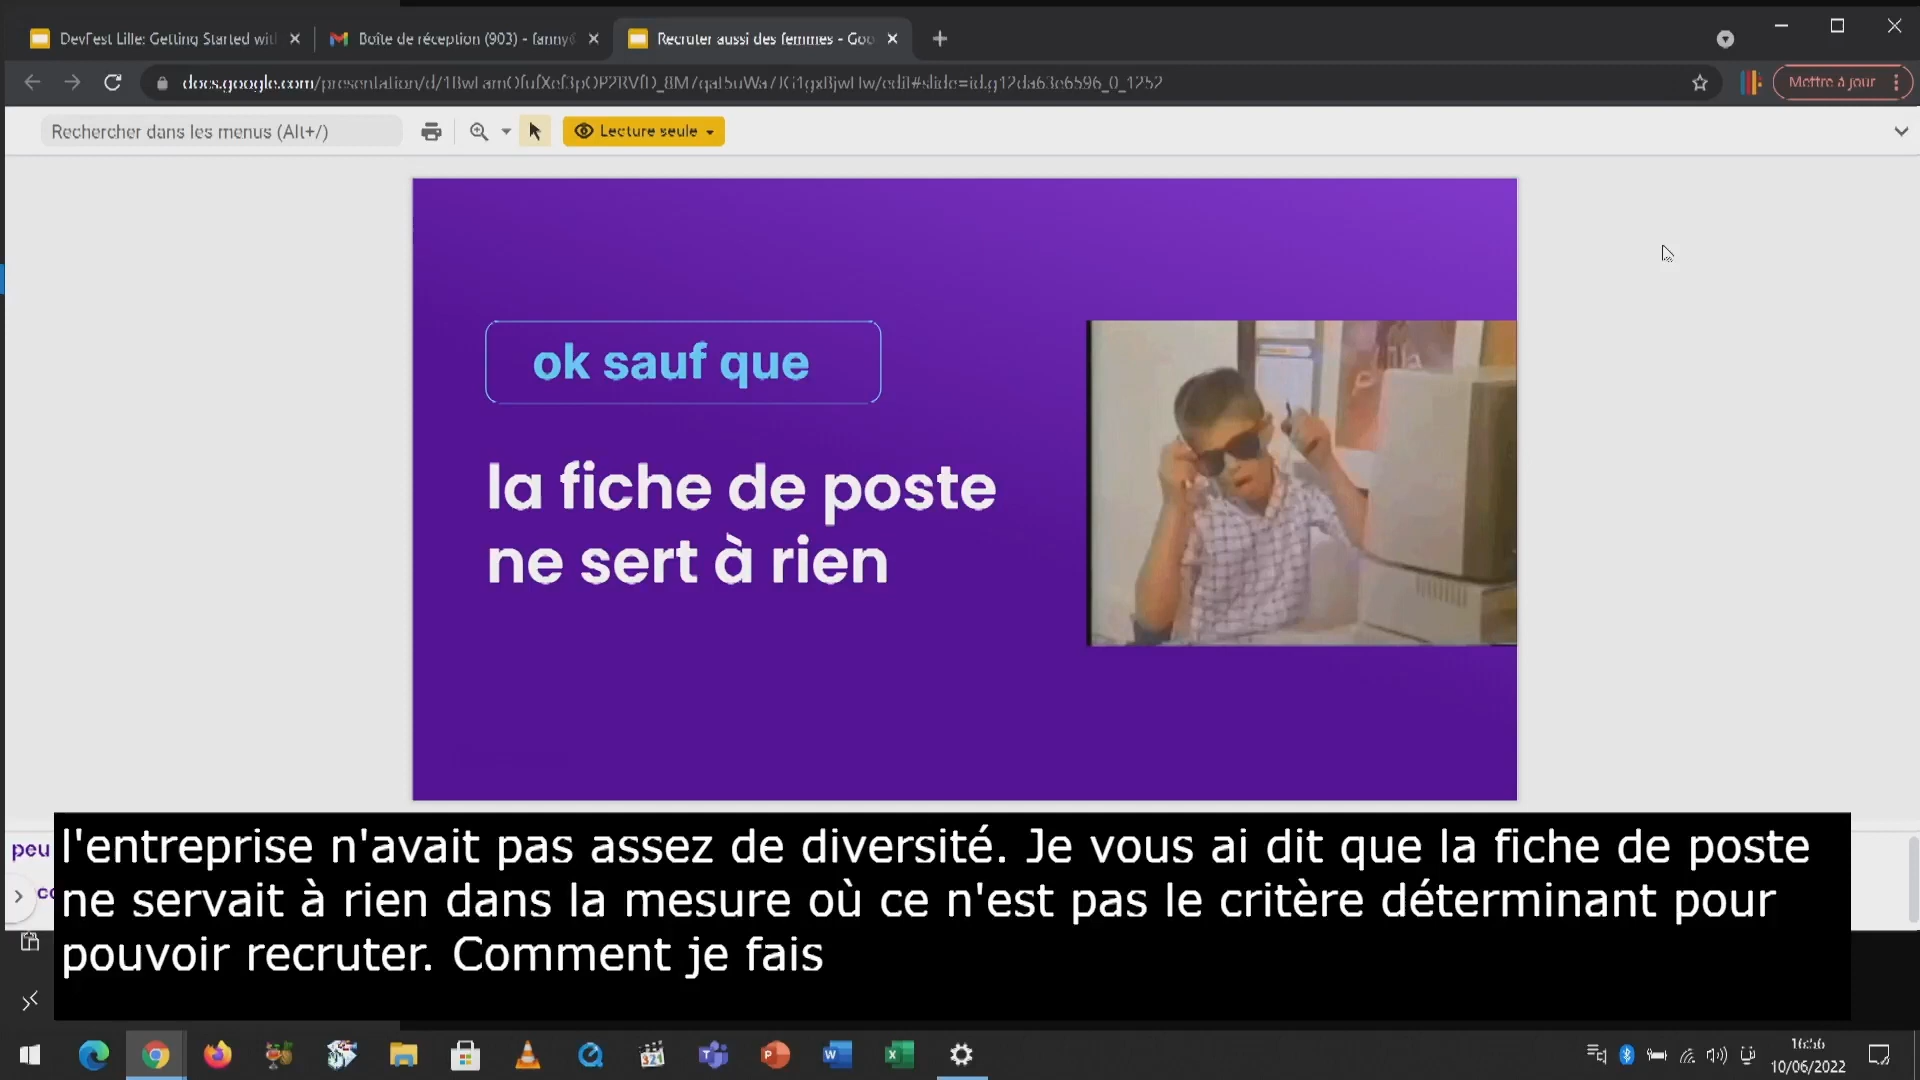 DevFest Lille: Getting Started wit
Boîte de réception (903) - fanny
Recruter aussi des femmes - Goo
Mettre à jour
Rechercher dans les menus (Alt+/)
Lecture seule
ok sauf que
la fiche de poste
ne sert à rien
peu
l'entreprise n'avait pas assez de diversité. Je vous ai dit que la fiche de poste
ne servait à rien dans la mesure où ce n'est pas le critère déterminant pour
pouvoir recruter. Comment je fais
16:56
10/06/2022